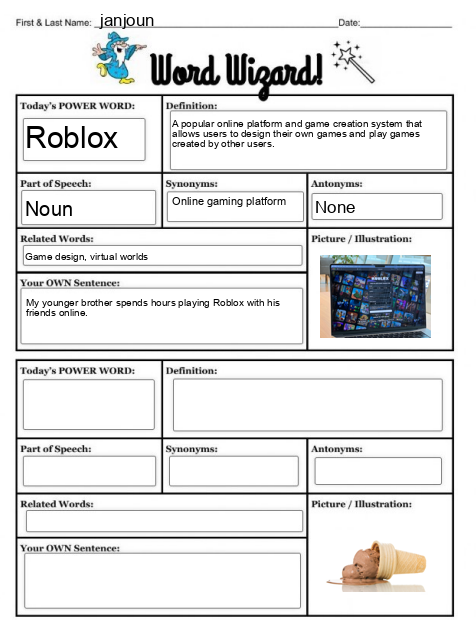 First & Last Name: janjoun Date:
Word Wizard!
Today's POWER WORD: Definition:
Roblox
A popular online platform and game creation system that
allows users to design their own games and play games
created by other users.
Part of Speech: Synonyms: Antonyms:
Noun Online gaming platform None
Related Words: Picture / Illustration:
Game design, virtual worlds
Your OWN Sentence:
My younger brother spends hours playing Roblox with his
friends online.
Today's POWER WORD: Definition:
Part of Speech: Synonyms: Antonyms:
Related Words: Picture / Illustration:
Your OWN Sentence: